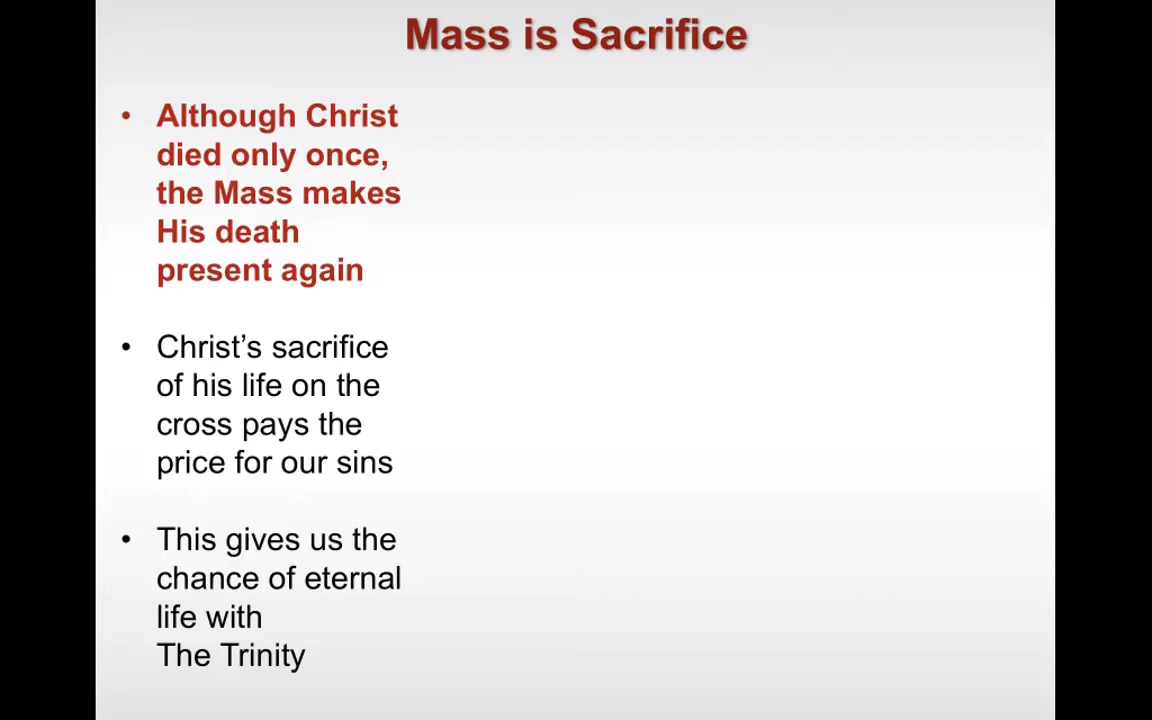 Mass is Sacrifice
• Although Christ
died only once,
the Mass makes
His death
present again
• Christ’s sacrifice
of his life on the
cross pays the
price for our sins
• This gives us the
chance of eternal
life with
The Trinity